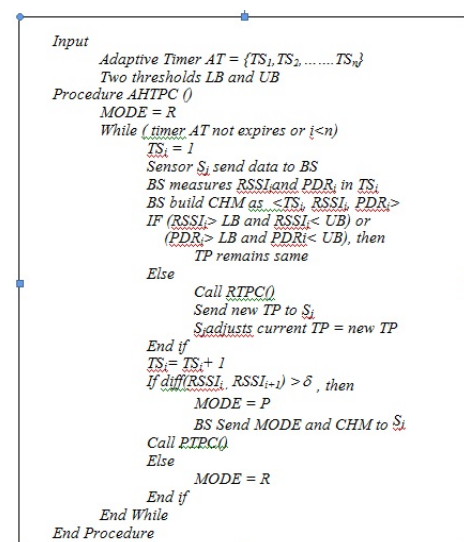 Input
Adaptive Timer AT = {TS1,TS2,.......TSn}
Two thresholds LB and UB
Procedure AHTPC ()
MODE = R
While ( timer AT not expires or i<n)
TSi = 1
Sensor Si send data to BS
BS measures RSSIiand PDRi in TSi
BS build CHM as <TSi, RSSIi, PDRi>
IF (RSSIi> LB and RSSIi< UB) or
(PDRi> LB and PDRi< UB), then
TP remains same
Else
Call RTPC()
Send new TP to Si
Siadjusts current TP = new TP
End if
TSi= TSi+ 1
If diff(RSSIi, RSSIi+1) >δ , then
MODE = P
BS Send MODE and CHM to Si
Call PTPC()
Else
MODE = R
End if
End While
End Procedure